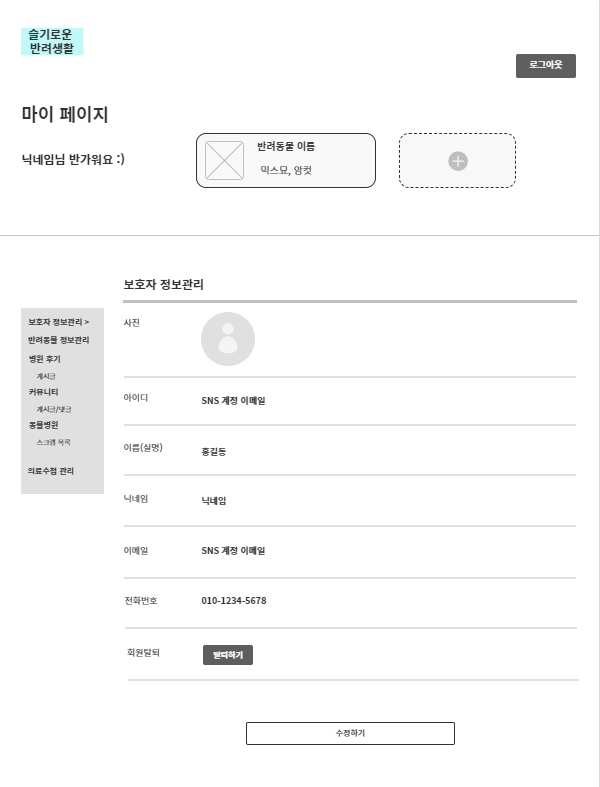 슬기로운
반려생활
로그아웃
마이 페이지
닉네임님 반가워요 :)
반려동물 이름
믹스묘, 암컷
보호자 정보관리
보호자 정보관리 >
반려동물 정보관리
병원 후기
게시글
커뮤니티
게시글/댓글
동물병원
스크랩 목록
의료수첩 관리
사진
아이디
SNS 계정 이메일
이름(실명)
홍길동
닉네임
닉네임
이메일
SNS 계정 이메일
전화번호
010-1234-5678
회원탈퇴
탈퇴하기
수정하기